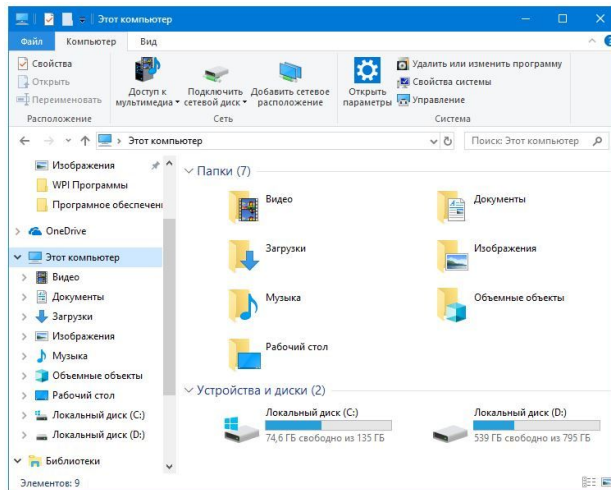 Этот компьютер
Файл Компьютер Вид
Свойства
Открыть
Переименовать
Расположение
Доступ к мультимедиа
Подключить сетевой диск
Добавить сетевое расположение
Сеть
Открыть параметры
Удалить или изменить программу
Свойства системы
Управление
Система
Этот компьютер
Поиск: Этот компьютер
Изображения
WPI Программы
Програмное обеспечени
OneDrive
Этот компьютер
Видео
Документы
Загрузки
Изображения
Музыка
Объемные объекты
Рабочий стол
Локальный диск (C:)
Локальный диск (D:)
Библиотеки
Папки (7)
Видео
Документы
Загрузки
Изображения
Музыка
Объемные объекты
Рабочий стол
Устройства и диски (2)
Локальный диск (C:)
74,6 ГБ свободно из 135 ГБ
Локальный диск (D:)
539 ГБ свободно из 795 ГБ
Элементов: 9